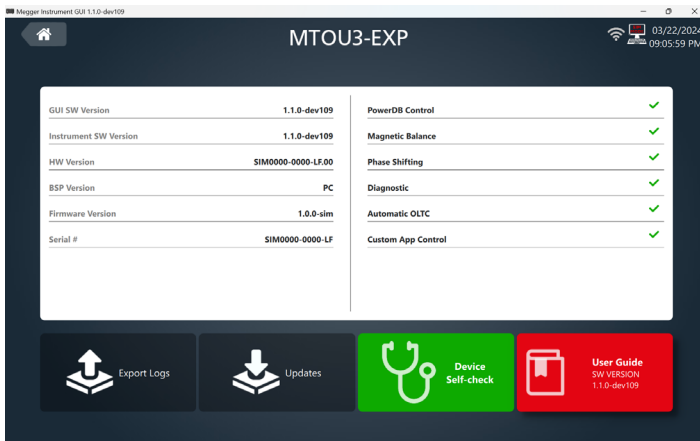 Megger Instrument GUI 1.1.0-dev109
MTOU3-EXP
03/22/2024
09:05:59 PM
GUI SW Version 1.1.0-dev109
Instrument SW Version 1.1.0-dev109
HW Version SIM0000-0000-LF.00
BSP Version PC
Firmware Version 1.0.0-sim
Serial # SIM0000-0000-LF
PowerDB Control
Magnetic Balance
Phase Shifting
Diagnostic
Automatic OLTC
Custom App Control
Export Logs
Updates
Device
Self-check
User Guide
SW VERSION
1.1.0-dev109